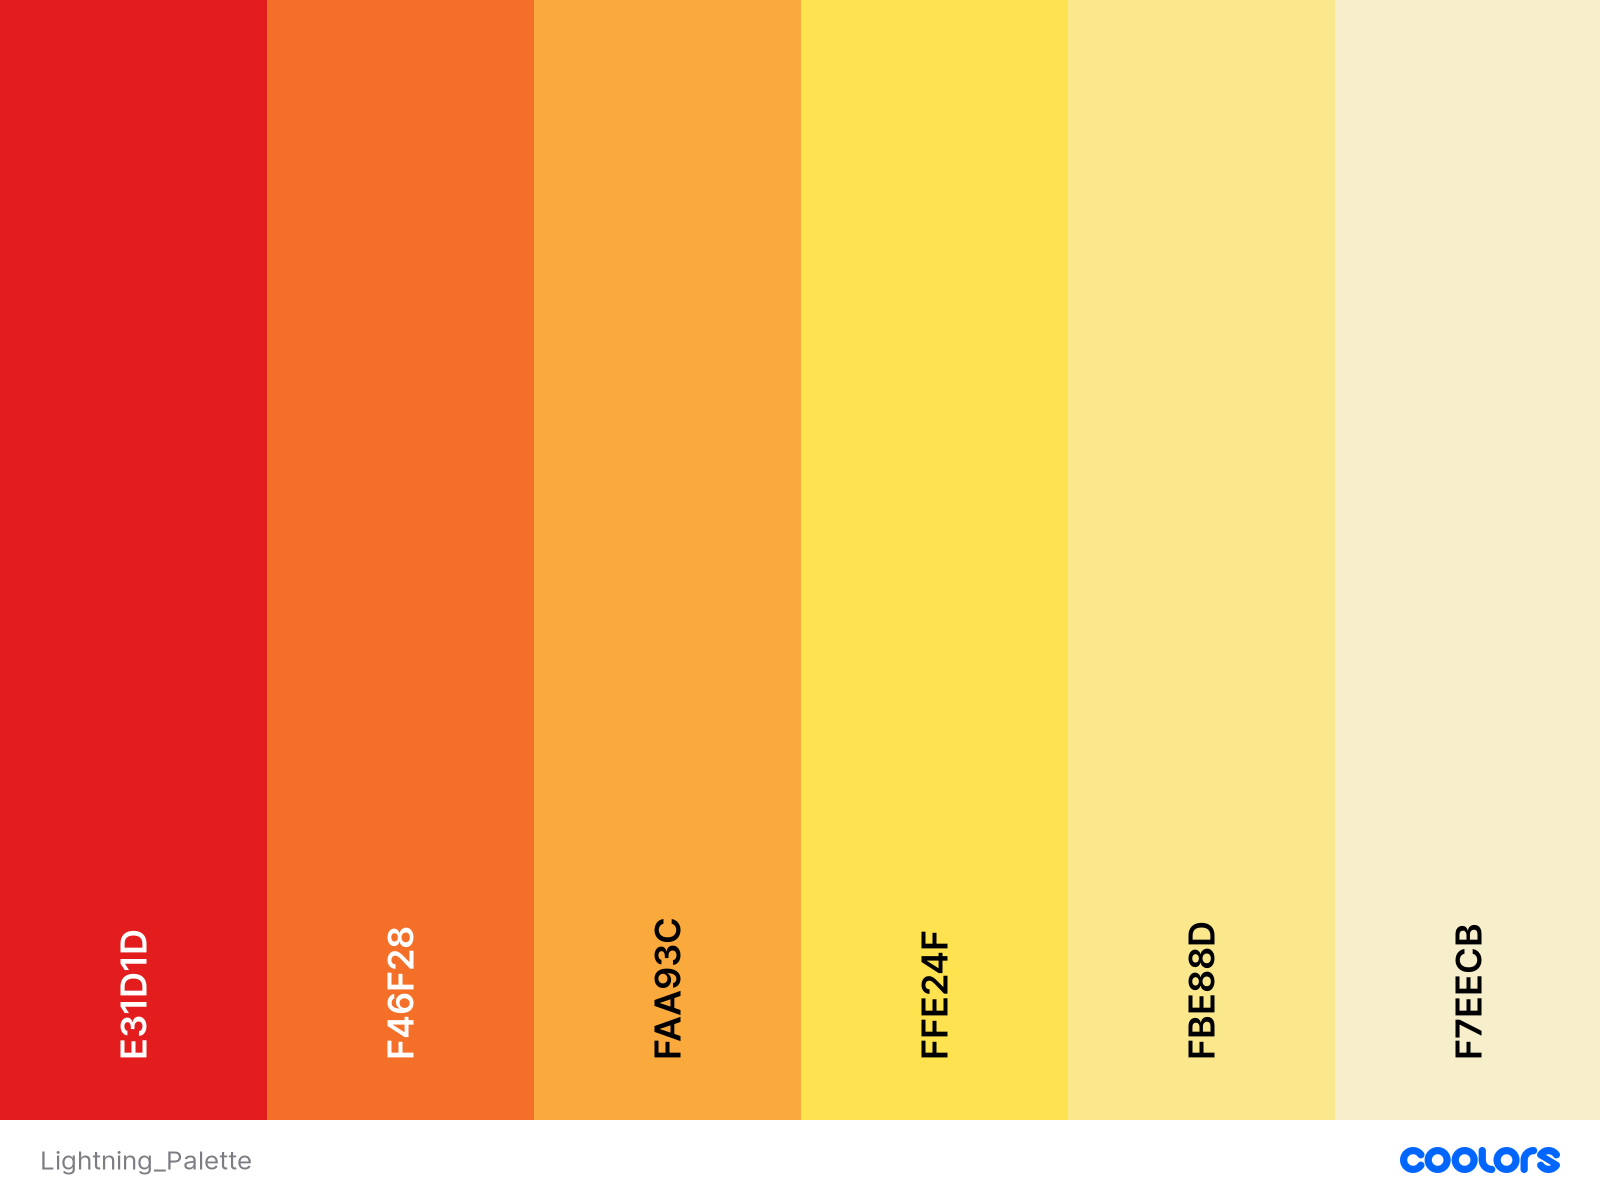 E31D1D
F46F28
FAA93C
FFE24F
FBE88D
F7EECB
Lightning_Palette
coolors